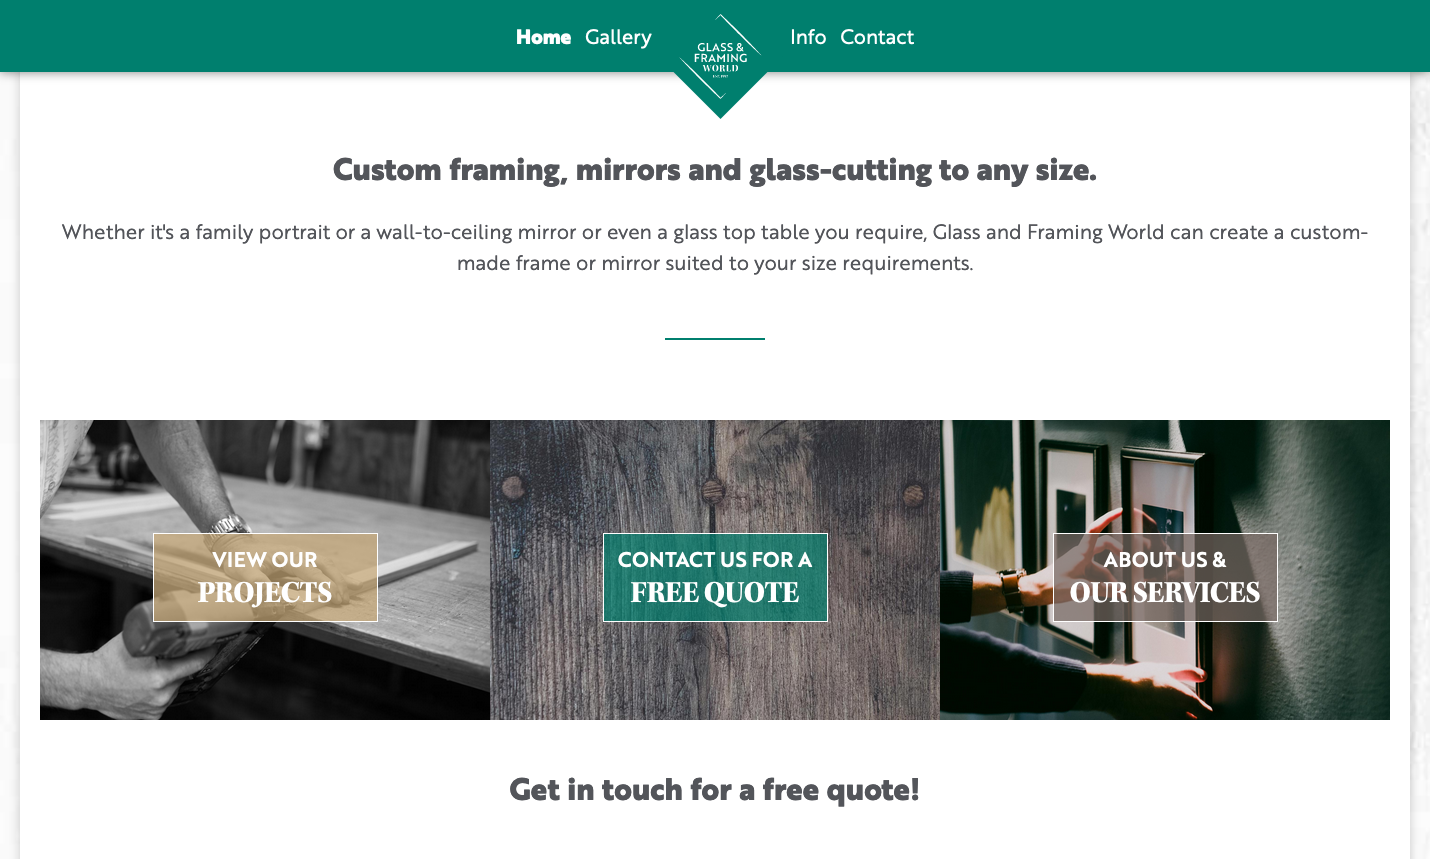 Home Gallery Info Contact
GLASS &
FRAMING
WORLD
Custom framing, mirrors and glass-cutting to any size.
Whether it's a family portrait or a wall-to-ceiling mirror or even a glass top table you require, Glass and Framing World can create a custom-
made frame or mirror suited to your size requirements.
VIEW OUR
PROJECTS
CONTACT US FOR A
FREE QUOTE
ABOUT US &
OUR SERVICES
Get in touch for a free quote!